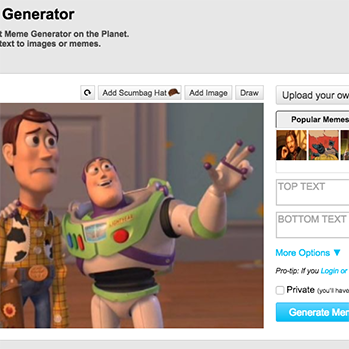 Generator
t Meme Generator on the Planet.
text to images or memes.
Add Scumbag Hat Add Image Draw
Upload your ow
Popular Memes
TOP TEXT
BOTTOM TEXT
More Options ▼
Pro-tip: If you Login or
Private (you'll have
Generate Mem